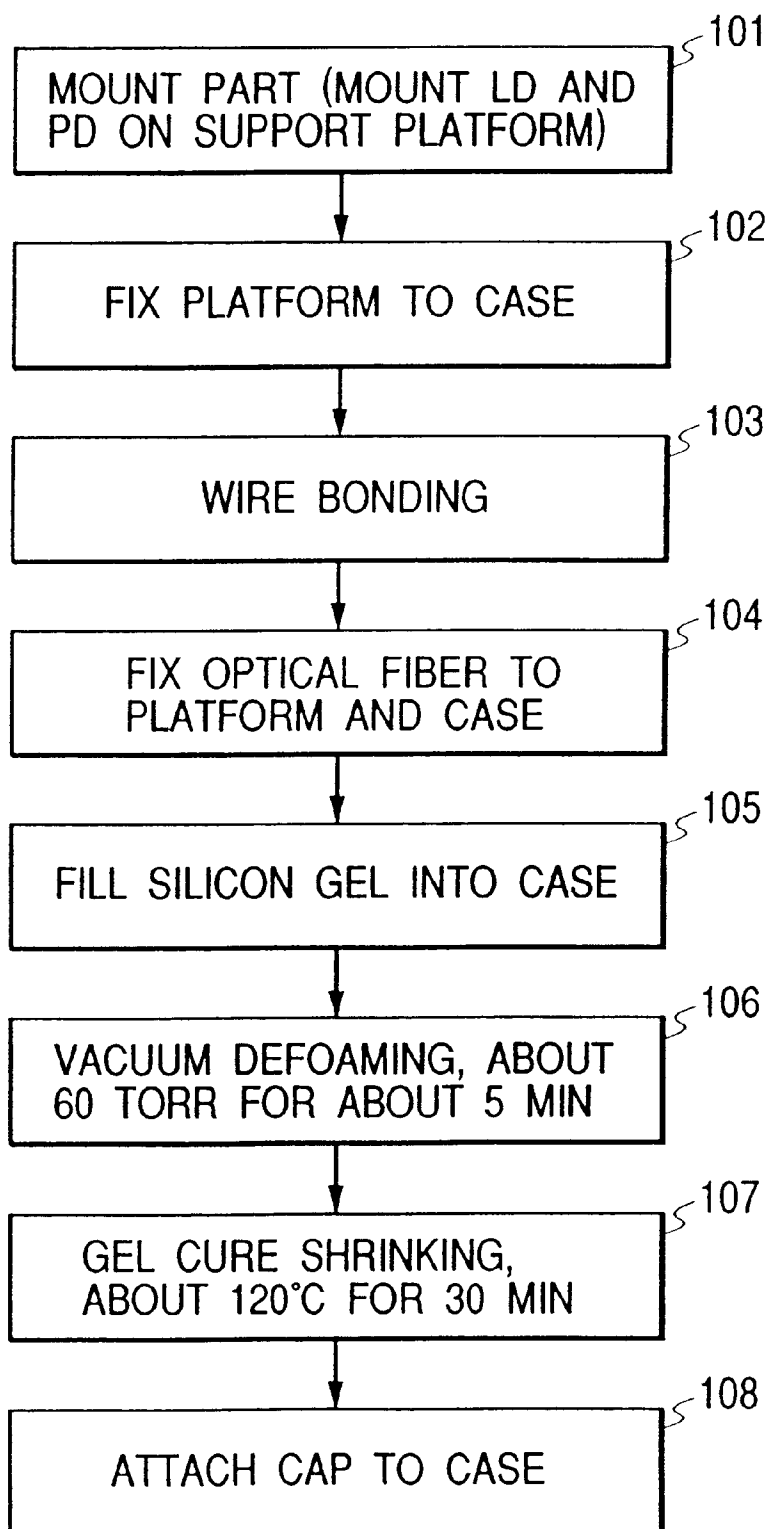 101
MOUNT PART (MOUNT LD AND
PD ON SUPPORT PLATFORM)
102
FIX PLATFORM TO CASE
103
WIRE BONDING
104
FIX OPTICAL FIBER TO
PLATFORM AND CASE
105
FILL SILICON GEL INTO CASE
106
VACUUM DEFOAMING, ABOUT
60 TORR FOR ABOUT 5 MIN
107
GEL CURE SHRINKING,
ABOUT 120°C FOR 30 MIN
108
ATTACH CAP TO CASE